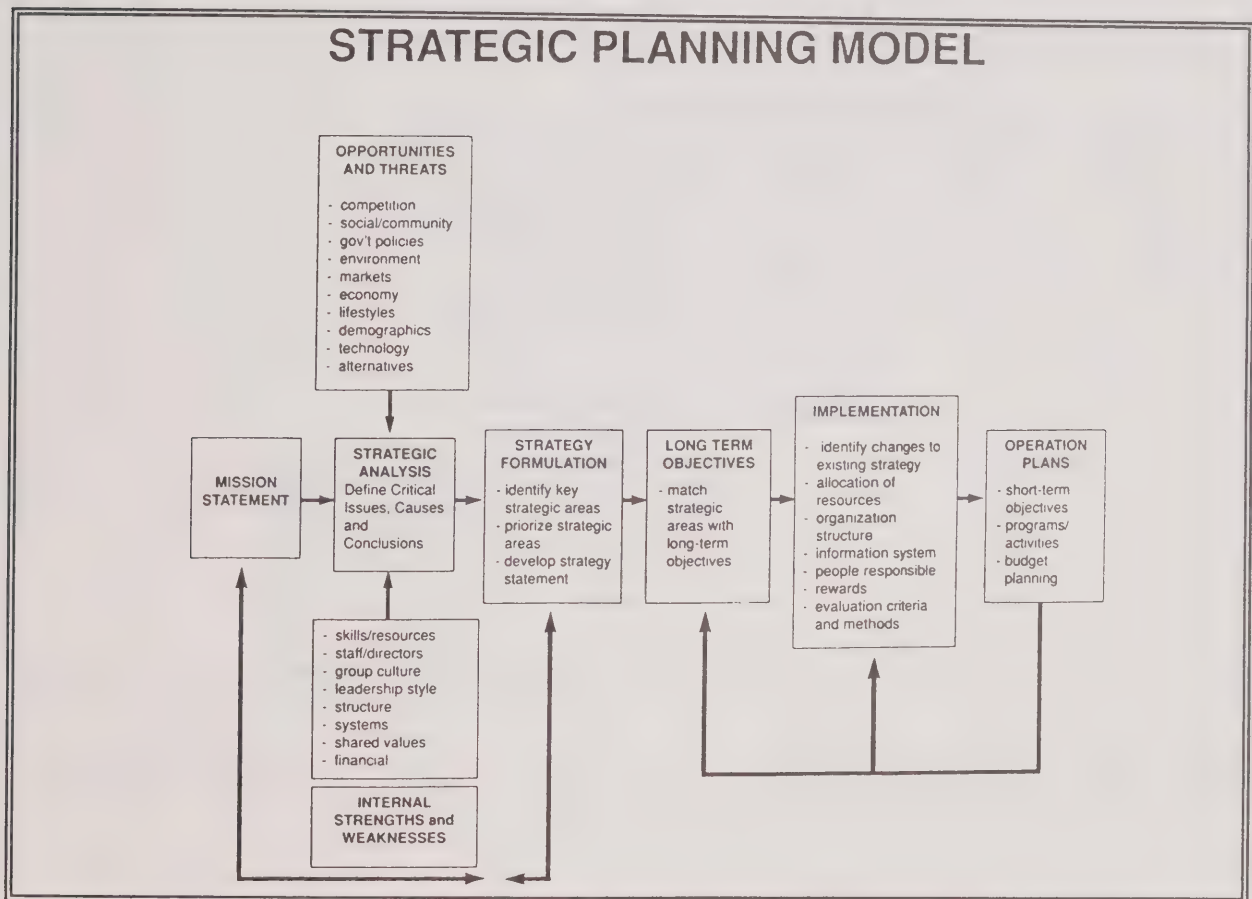 STRATEGIC PLANNING MODEL
OPPORTUNITIES
AND THREATS
- competition
- social/community
- gov't policies
- environment
- markets
- economy
- lifestyles
- demographics
- technology
- alternatives
MISSION
STATEMENT
STRATEGIC
ANALYSIS
Define Critical
Issues, Causes
and
Conclusions
- skills/resources
- staff/directors
- group culture
- leadership style
- structure
- systems
- shared values
- financial
INTERNAL
STRENGTHS and
WEAKNESSES
STRATEGY
FORMULATION
- identify key
strategic areas
- priorize strategic
areas
- develop strategy
statement
LONG TERM
OBJECTIVES
- match
strategic
areas with
long-term
objectives
IMPLEMENTATION
- identify changes to
existing strategy
- allocation of
resources
- organization
structure
- information system
- people responsible
- rewards
- evaluation criteria
and methods
OPERATION
PLANS
- short-term
objectives
- programs/
activities
- budget
planning